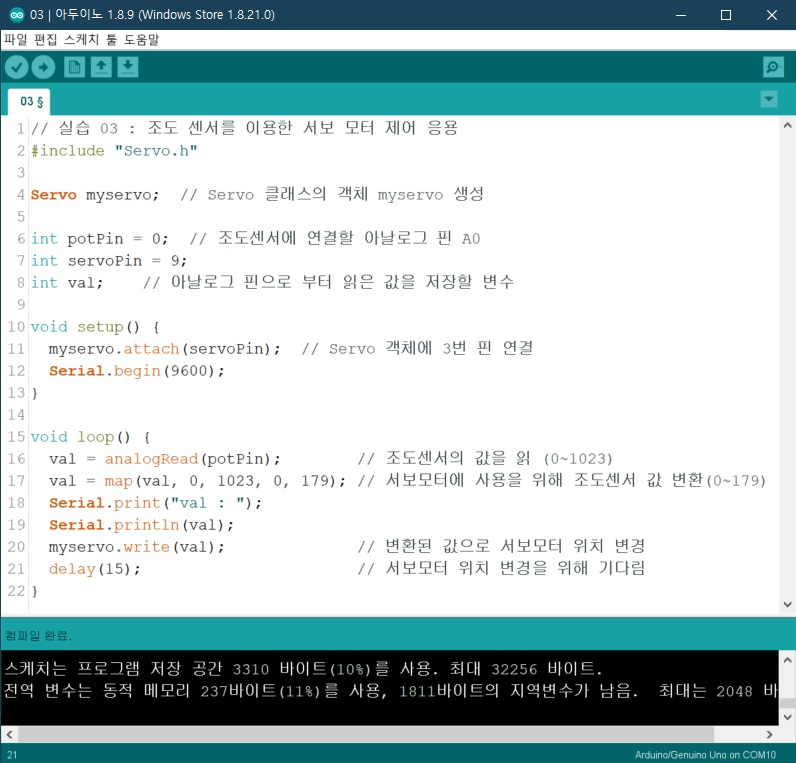 03 | 아두이노 1.8.9 (Windows Store 1.8.21.0)
파일 편집 스케치 툴 도움말
03 §
1 // 실습 03 : 조도 센서를 이용한 서보 모터 제어 응용
2 #include "Servo.h"
3
4 Servo myservo;  // Servo 클래스의 객체 myservo 생성
5
6 int potPin = 0;  // 조도센서에 연결할 아날로그 핀 A0
7 int servoPin = 9;
8 int val;    // 아날로그 핀으로 부터 읽은 값을 저장할 변수
9
10 void setup() {
11   myservo.attach(servoPin);  // Servo 객체에 3번 핀 연결
12   Serial.begin(9600);
13 }
14
15 void loop() {
16   val = analogRead(potPin);        // 조도센서의 값을 읽 (0~1023)
17   val = map(val, 0, 1023, 0, 179); // 서보모터에 사용을 위해 조도센서 값 변환(0~179)
18   Serial.print("val : ");
19   Serial.println(val);
20   myservo.write(val);              // 변환된 값으로 서보모터 위치 변경
21   delay(15);                       // 서보모터 위치 변경을 위해 기다림
22 }
컴파일 완료.
스케치는 프로그램 저장 공간 3310 바이트(10%)를 사용. 최대 32256 바이트.
전역 변수는 동적 메모리 237바이트(11%)를 사용, 1811바이트의 지역변수가 남음.  최대는 2048 바
21
Arduino/Genuino Uno on COM10